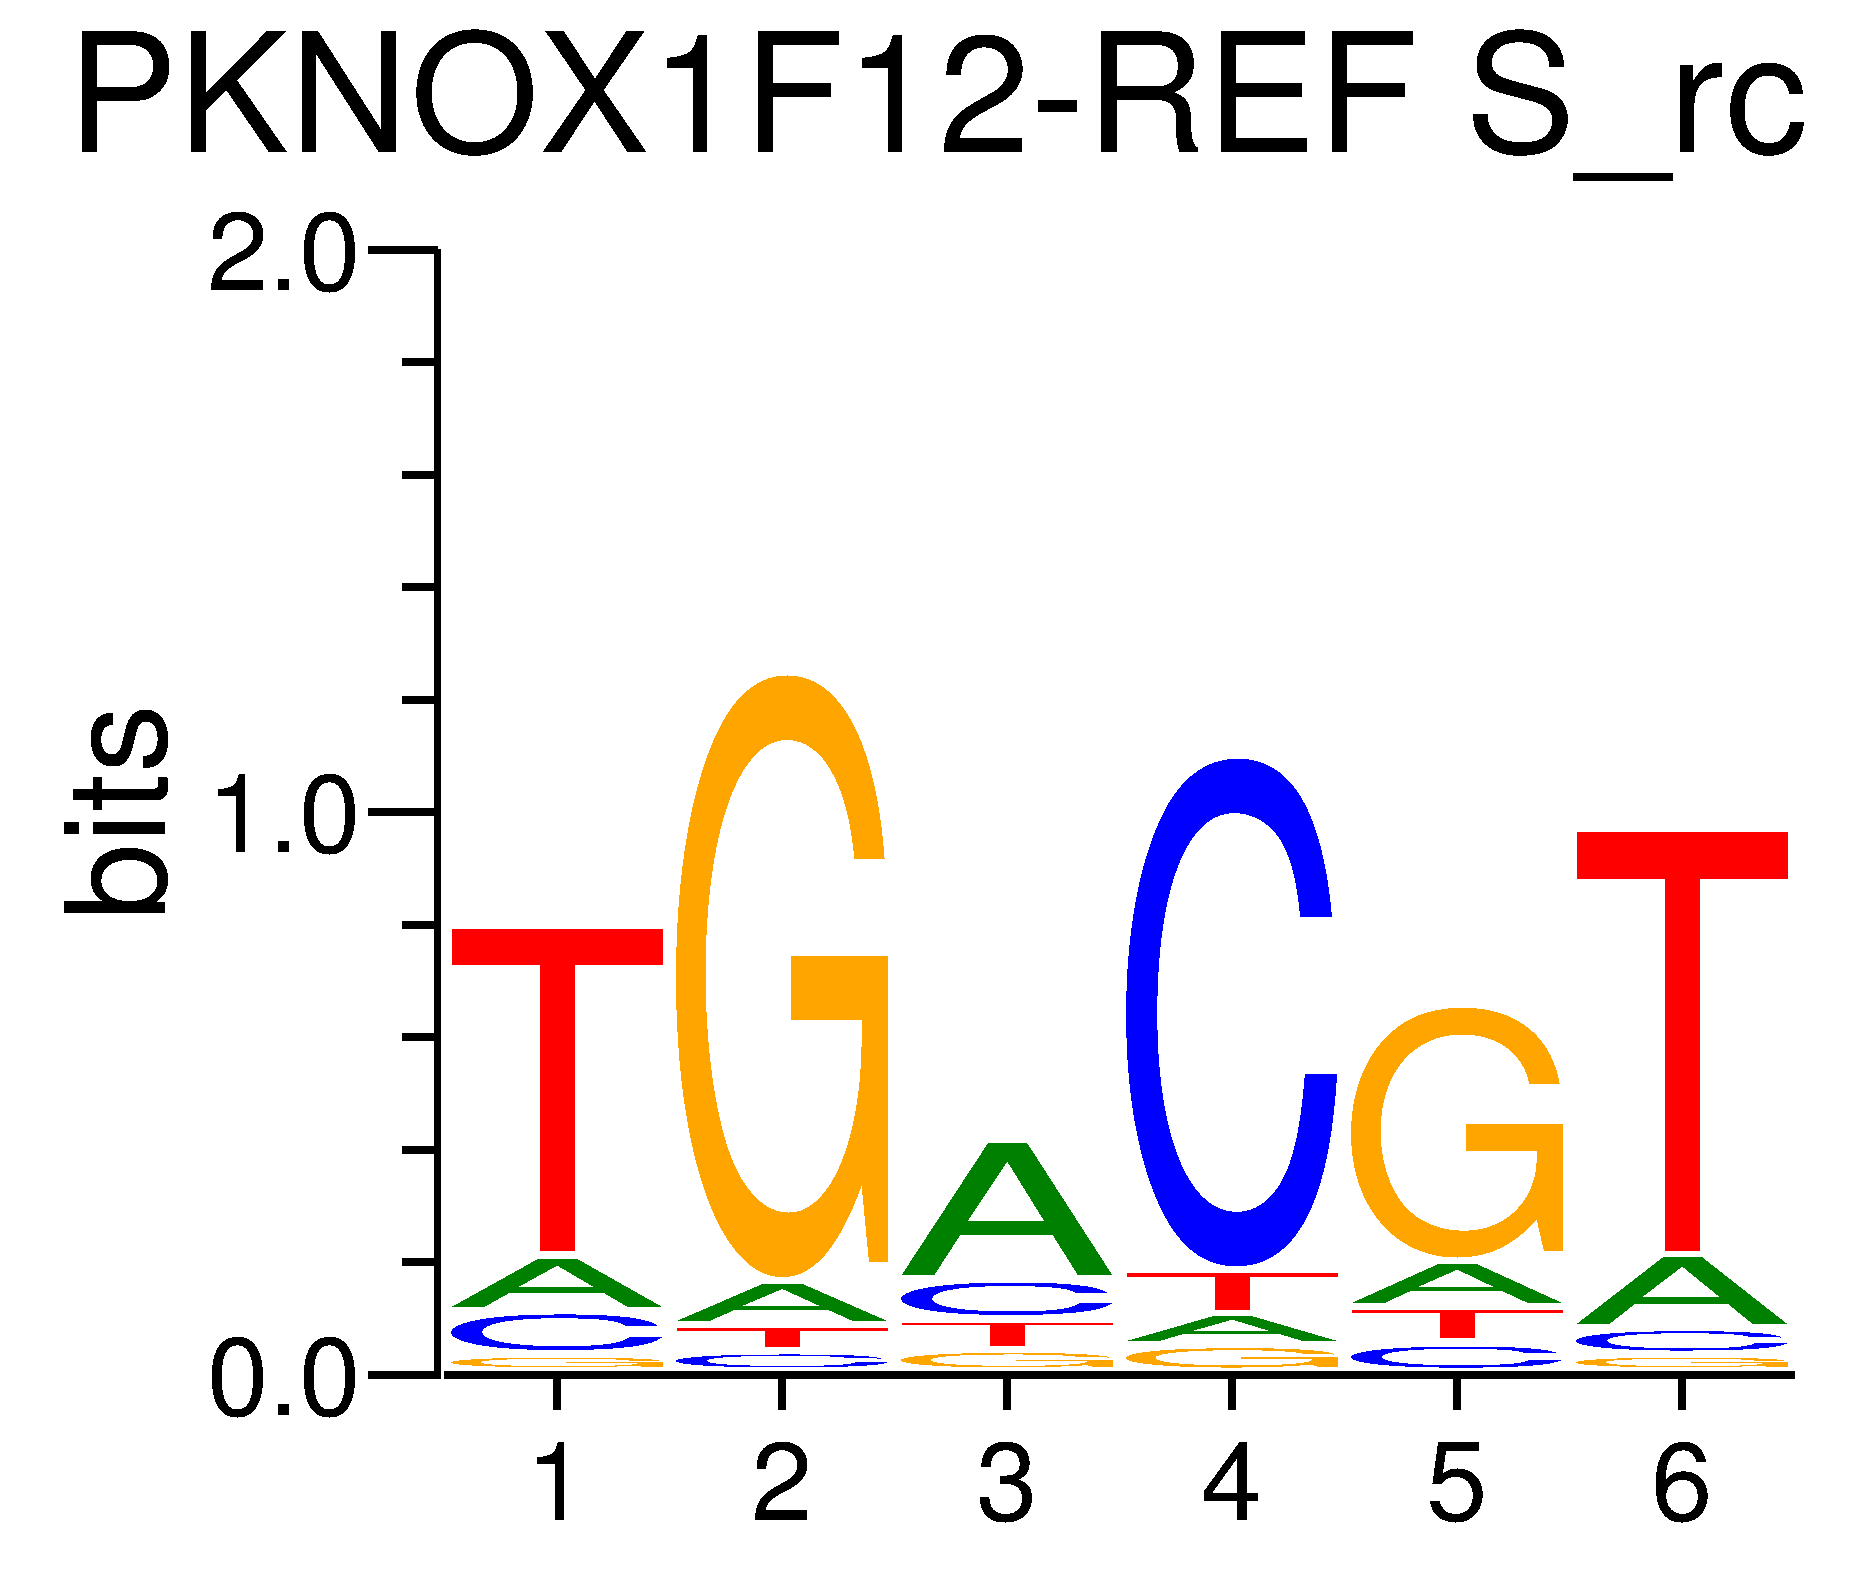 PKNOX1F12-REF S_rc
2.0
1.0
0.0
bits
T G A C G T
A A C T A A
C T T A T C
G C G G C G
1 2 3 4 5 6